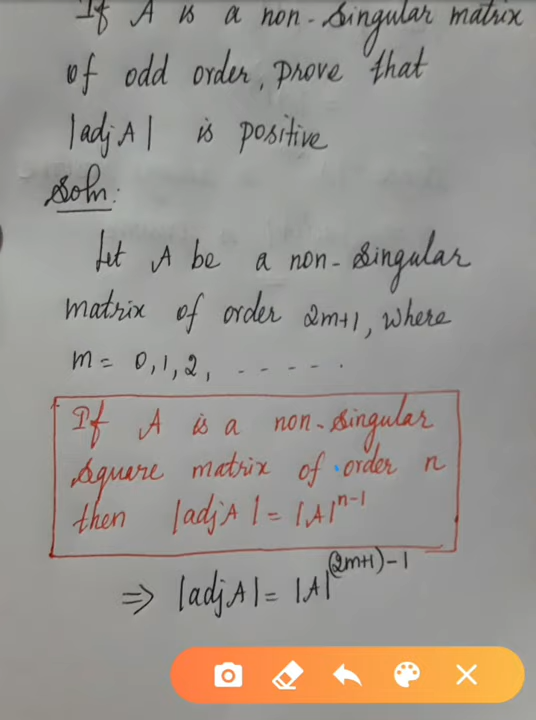 If A is a non-singular matrix
of odd order, prove that
|adj A| is positive
Soln:
Let A be a non-singular
matrix of order 2m+1, where
m = 0, 1, 2, - - - - - .
If A is a non-singular
square matrix of order n
then |adj A| = |A|^{n-1}
⇒ |adj A| = |A|^{(2m+1)-1}